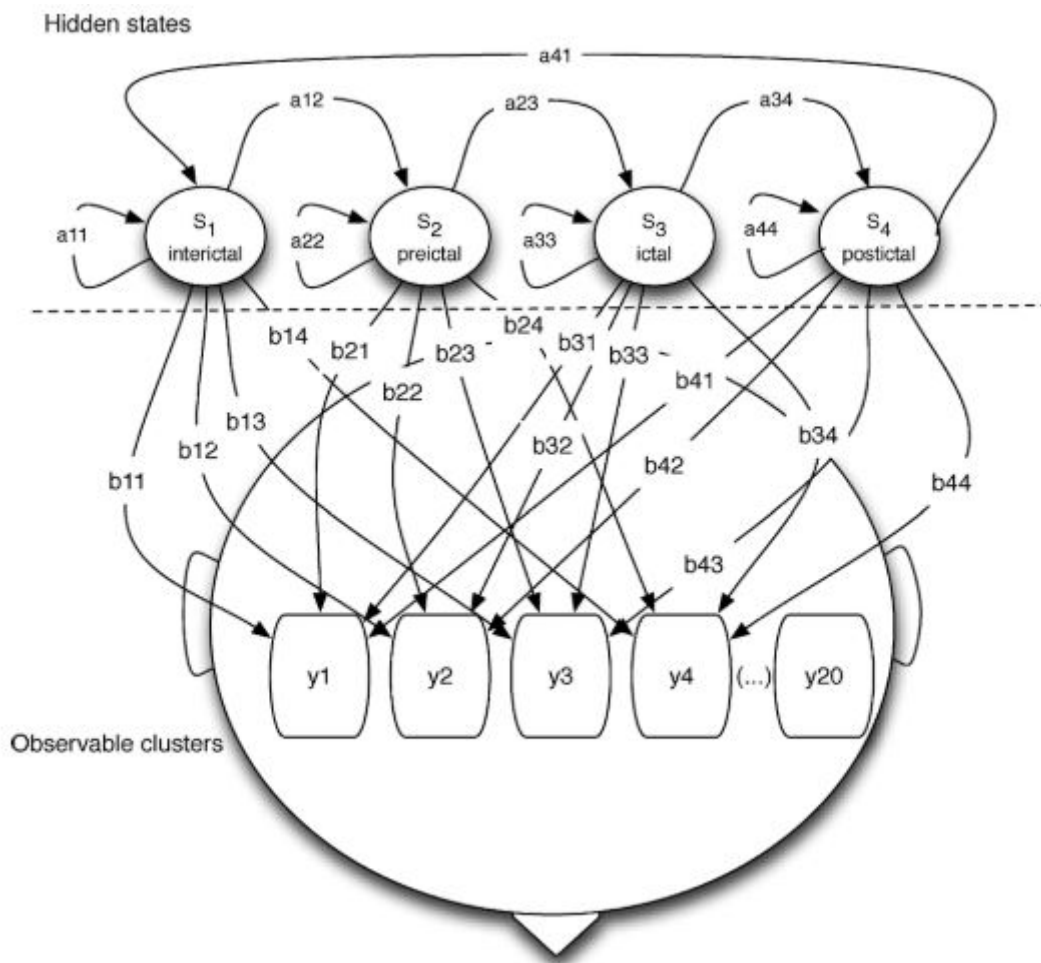 Hidden states
a41
a12
a23
a34
S1
interictal
S2
preictal
S3
ictal
S4
postictal
a11
a22
a33
a44
b14
b21
b23
b24
b31
b33
b41
b22
b13
b12
b11
b32
b42
b34
b44
b43
y1
y2
y3
y4
(...)
y20
Observable clusters